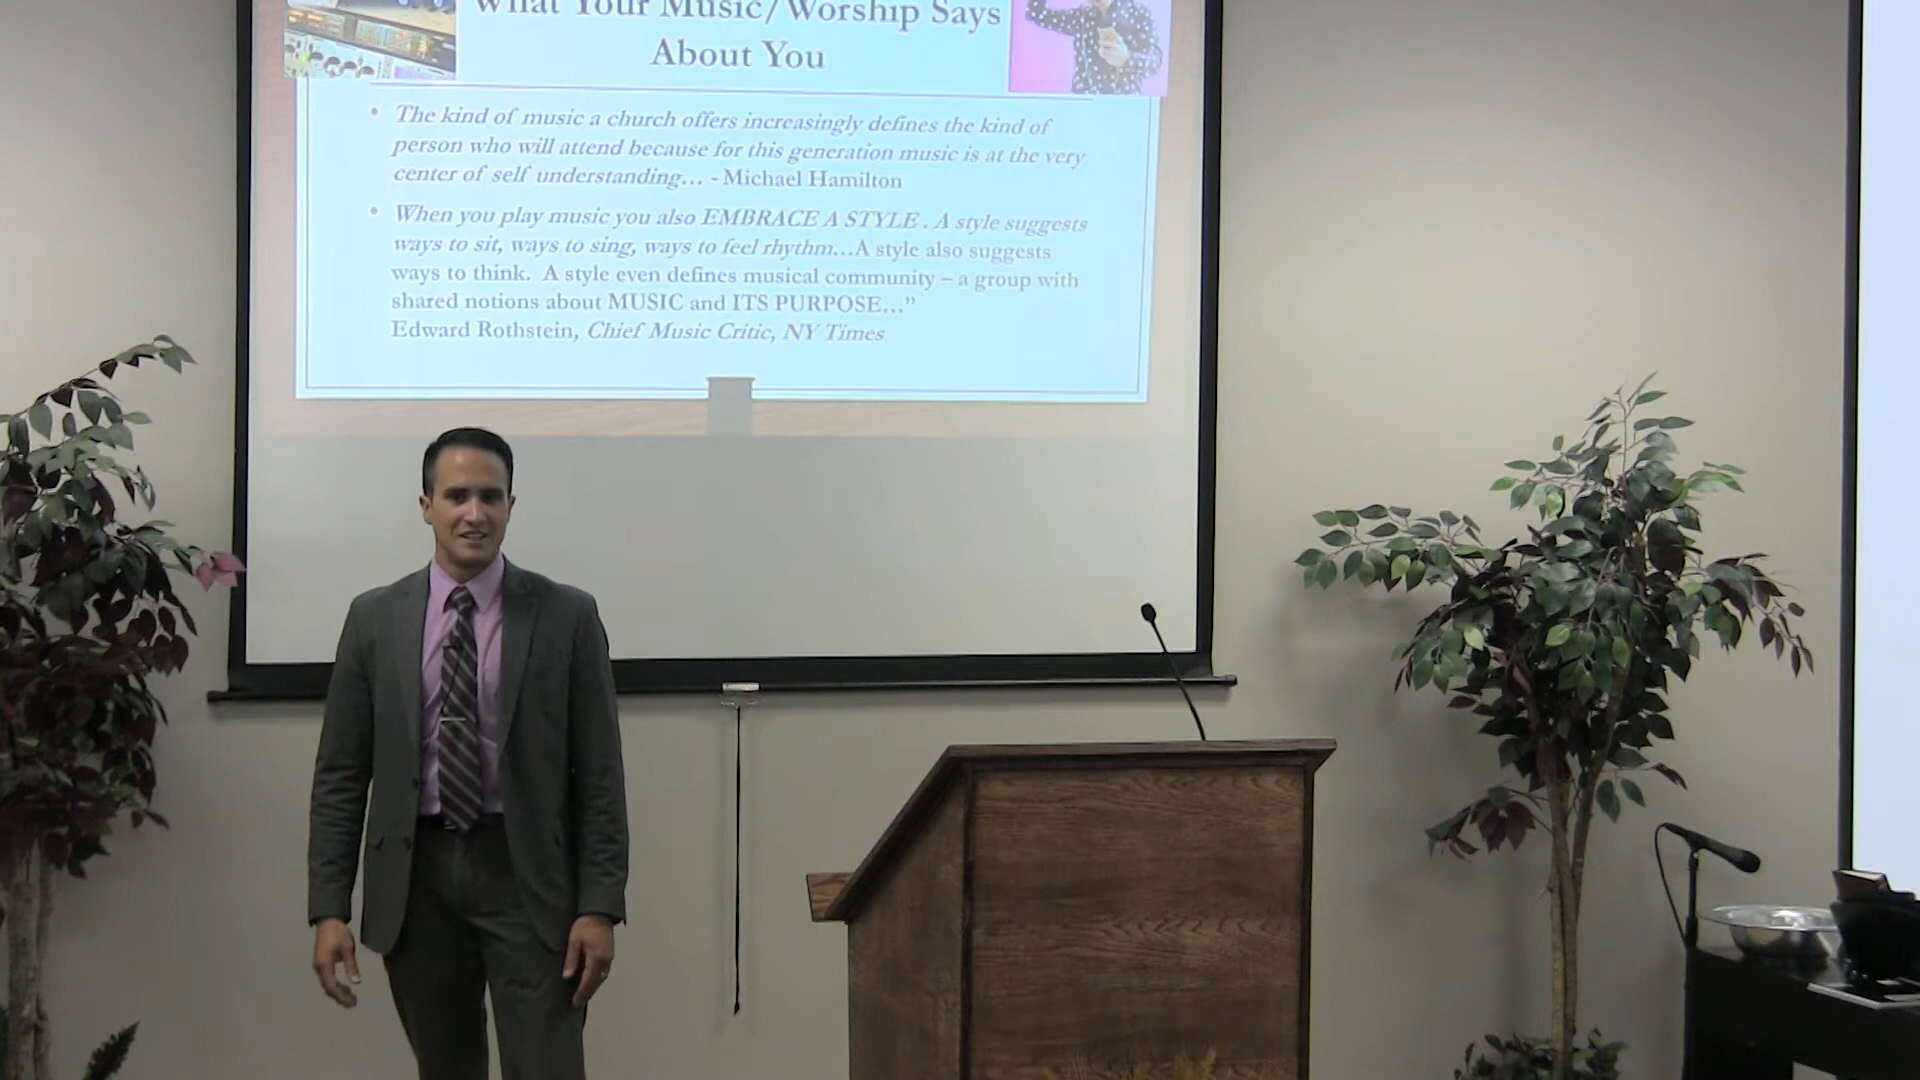 What Your Music/Worship Says
About You
• The kind of music a church offers increasingly defines the kind of
person who will attend because for this generation music is at the very
center of self understanding… - Michael Hamilton
• When you play music you also EMBRACE A STYLE . A style suggests
ways to sit, ways to sing, ways to feel rhythm…A style also suggests
ways to think. A style even defines musical community – a group with
shared notions about MUSIC and ITS PURPOSE…”
Edward Rothstein, Chief Music Critic, NY Times